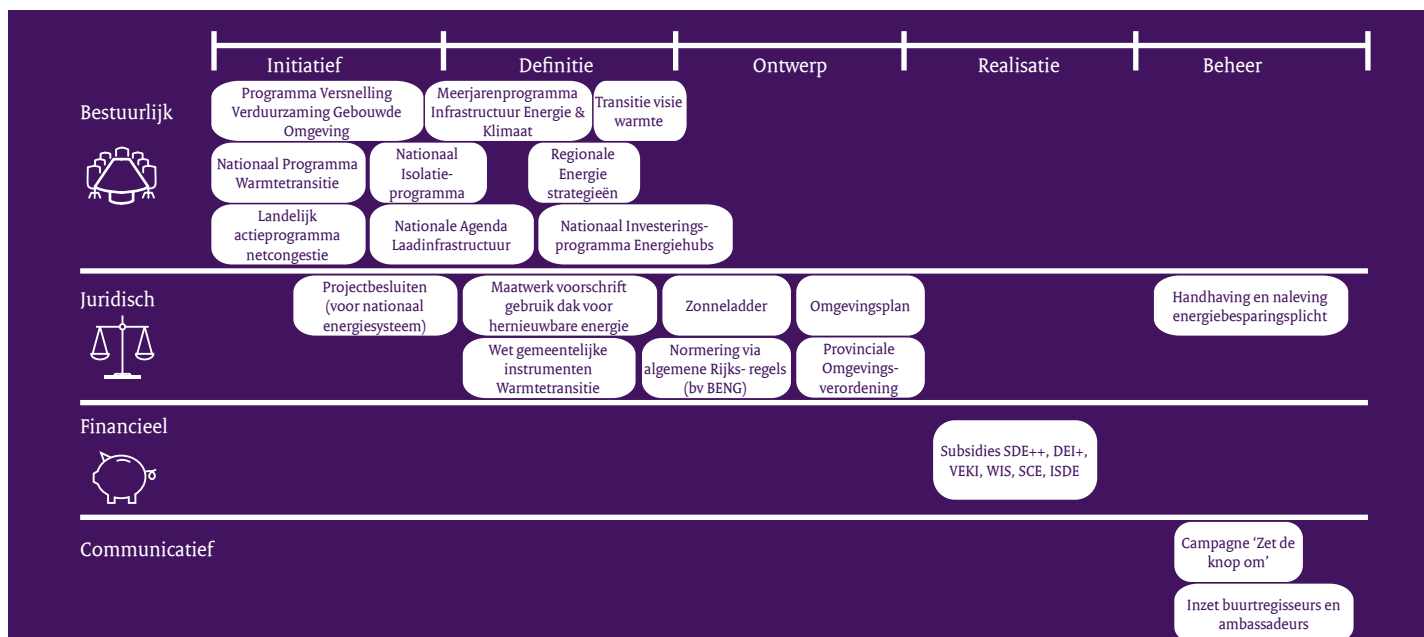 Initiatief
Definitie
Ontwerp
Realisatie
Beheer
Bestuurlijk
Programma Versnelling
Verduurzaming Gebouwde
Omgeving
Meerjarenprogramma
Infrastructuur Energie &
Klimaat
Transitie visie
warmte
Nationaal Programma
Warmtetransitie
Nationaal
Isolatie-
programma
Regionale
Energie
strategieën
Landelijk
actieprogramma
netcongestie
Nationale Agenda
Laadinfrastructuur
Nationaal Investerings-
programma Energiehubs
Juridisch
Projectbesluiten
(voor nationaal
energiesysteem)
Maatwerk voorschrift
gebruik dak voor
hernieuwbare energie
Zonneladder
Omgevingsplan
Handhaving en naleving
energiebesparingsplicht
Wet gemeentelijke
instrumenten
Warmtetransitie
Normering via
algemene Rijks- regels
(bv BENG)
Provinciale
Omgevings-
verordening
Financieel
Subsidies SDE++, DEI+,
VEKI, WIS, SCE, ISDE
Communicatief
Campagne ‘Zet de
knop om’
Inzet buurtregisseurs en
ambassadeurs